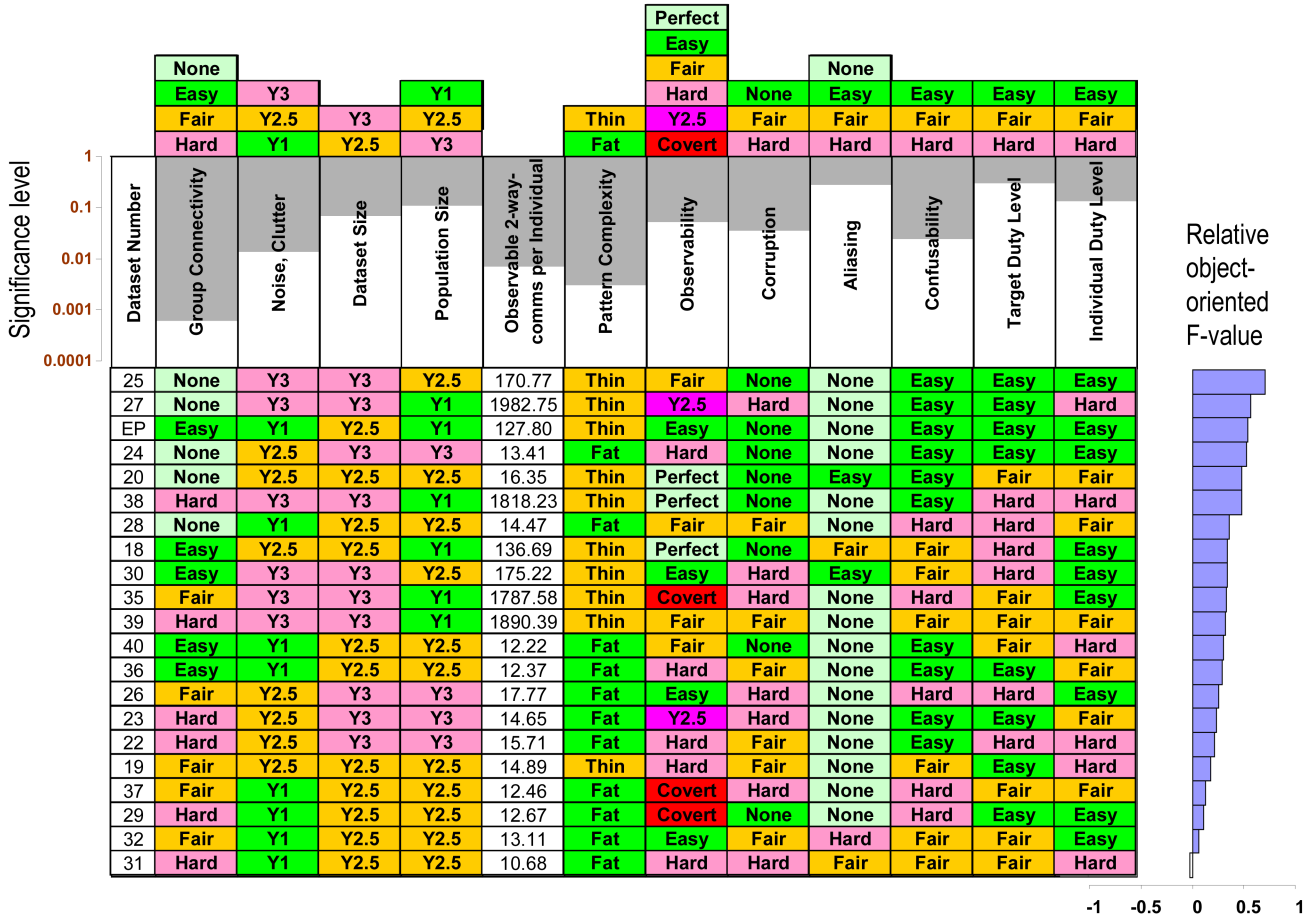 Perfect
Easy
None Fair None
Easy Y3 Y1 Hard None Easy Easy Easy Easy
Fair Y2.5 Y3 Y2.5 Thin Y2.5 Fair Fair Fair Fair Fair
Hard Y1 Y2.5 Y3 Fat Covert Hard Hard Hard Hard Hard
Significance level
1
0.1
0.01
0.001
0.0001
Dataset Number
Group Connectivity
Noise, Clutter
Dataset Size
Population Size
Observable 2-way-
comms per Individual
Pattern Complexity
Observability
Corruption
Aliasing
Confusability
Target Duty Level
Individual Duty Level
Relative
object-
oriented
F-value
25 None Y3 Y3 Y2.5 170.77 Thin Fair None None Easy Easy Easy
27 None Y3 Y3 Y1 1982.75 Thin Y2.5 Hard None Easy Easy Hard
EP Easy Y1 Y2.5 Y1 127.80 Thin Easy None None Easy Easy Easy
24 None Y2.5 Y3 Y3 13.41 Fat Hard None None Easy Easy Easy
20 None Y2.5 Y2.5 Y2.5 16.35 Thin Perfect None Easy Easy Fair Fair
38 Hard Y3 Y3 Y1 1818.23 Thin Perfect None None Easy Hard Hard
28 None Y1 Y2.5 Y2.5 14.47 Fat Fair Fair None Hard Hard Fair
18 Easy Y2.5 Y2.5 Y1 136.69 Thin Perfect None Fair Fair Hard Easy
30 Easy Y3 Y3 Y2.5 175.22 Thin Easy Hard Easy Fair Hard Easy
35 Fair Y3 Y3 Y1 1787.58 Thin Covert Hard None Hard Fair Easy
39 Hard Y3 Y3 Y1 1890.39 Thin Fair Fair None Fair Fair Fair
40 Easy Y1 Y2.5 Y2.5 12.22 Fat Fair None None Easy Fair Hard
36 Easy Y1 Y2.5 Y2.5 12.37 Fat Hard Fair None Easy Easy Fair
26 Fair Y2.5 Y3 Y3 17.77 Fat Easy Hard None Hard Hard Easy
23 Hard Y2.5 Y3 Y3 14.65 Fat Y2.5 Hard None Easy Easy Fair
22 Hard Y2.5 Y3 Y3 15.71 Fat Hard Fair None Easy Hard Hard
19 Fair Y2.5 Y2.5 Y2.5 14.89 Thin Hard Fair None Fair Easy Hard
37 Fair Y1 Y2.5 Y2.5 12.46 Fat Covert Hard None Hard Fair Fair
29 Hard Y1 Y2.5 Y2.5 12.67 Fat Covert None None Hard Easy Easy
32 Fair Y1 Y2.5 Y2.5 13.11 Fat Easy Fair Hard Fair Fair Easy
31 Hard Y1 Y2.5 Y2.5 10.68 Fat Hard Hard Fair Fair Fair Hard
-1 -0.5 0 0.5 1